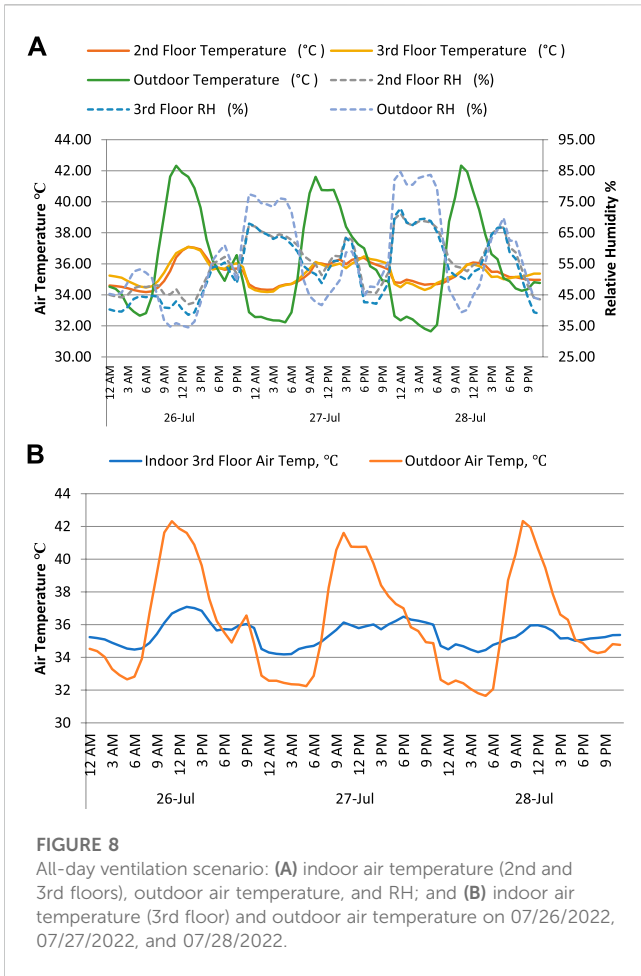 A
2nd Floor Temperature (°C)
3rd Floor Temperature (°C)
Outdoor Temperature (°C)
2nd Floor RH (%)
3rd Floor RH (%)
Outdoor RH (%)
Air Temperature ℃
44.00
42.00
40.00
38.00
36.00
34.00
32.00
30.00
95.00
85.00
75.00
65.00
55.00
45.00
35.00
25.00
Relative Humidity %
12 AM 3 AM 6 AM 9 AM 12 PM 3 PM 6 PM 9 PM 12 AM 3 AM 6 AM 9 AM 12 PM 3 PM 6 PM 9 PM 12 AM 3 AM 6 AM 9 AM 12 PM 3 PM 6 PM 9 PM
26-Jul 27-Jul 28-Jul
B
Indoor 3rd Floor Air Temp, ℃
Outdoor Air Temp, ℃
Air Temperature ℃
44
42
40
38
36
34
32
30
12 AM 3 AM 6 AM 9 AM 12 PM 3 PM 6 PM 9 PM 12 AM 3 AM 6 AM 9 AM 12 PM 3 PM 6 PM 9 PM 12 AM 3 AM 6 AM 9 AM 12 PM 3 PM 6 PM 9 PM
26-Jul 27-Jul 28-Jul
FIGURE 8
All-day ventilation scenario: (A) indoor air temperature (2nd and
3rd floors), outdoor air temperature, and RH; and (B) indoor air
temperature (3rd floor) and outdoor air temperature on 07/26/2022,
07/27/2022, and 07/28/2022.